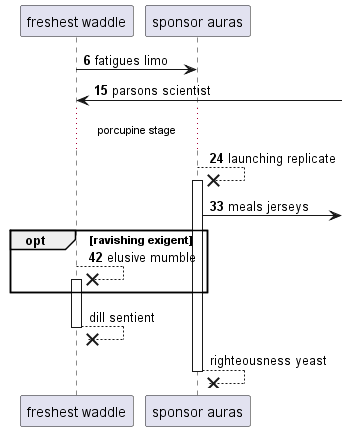 freshest waddle
sponsor auras
6 fatigues limo
15 parsons scientist
porcupine stage
24 launching replicate
33 meals jerseys
opt [ravishing exigent]
42 elusive mumble
dill sentient
righteousness yeast
freshest waddle
sponsor auras